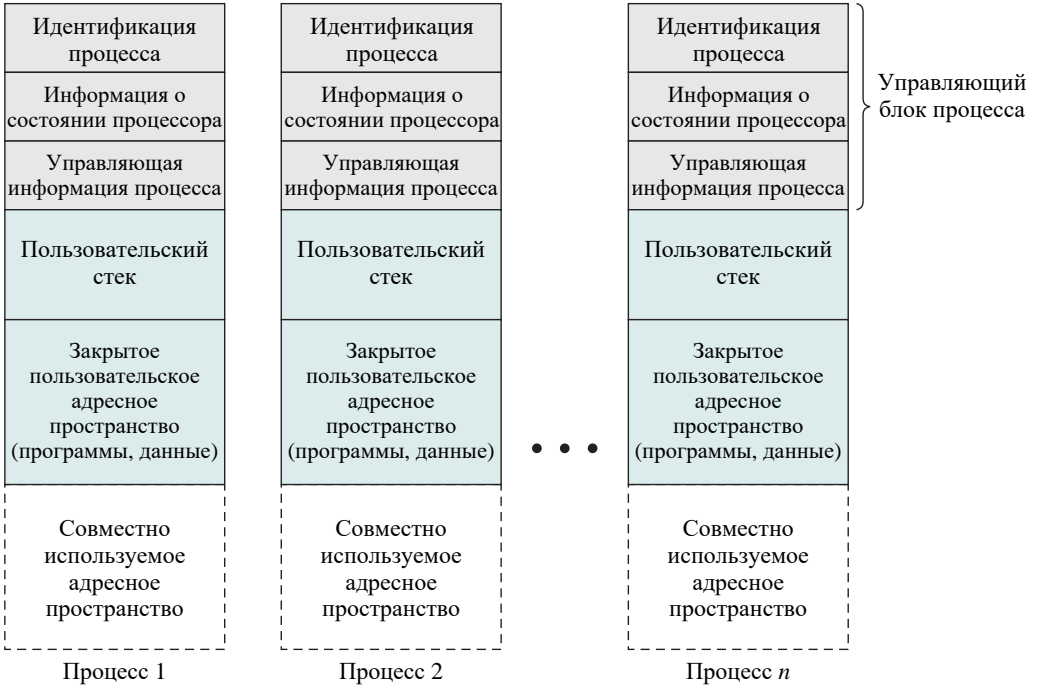 Идентификация
процесса
Информация о
состоянии процессора
Управляющая
информация процесса
Пользовательский
стек
Закрытое
пользовательское
адресное
пространство
(программы, данные)
Совместно
используемое
адресное
пространство
Процесс 1
Идентификация
процесса
Информация о
состоянии процессора
Управляющая
информация процесса
Пользовательский
стек
Закрытое
пользовательское
адресное
пространство
(программы, данные)
Совместно
используемое
адресное
пространство
Процесс 2
• • •
Идентификация
процесса
Информация о
состоянии процессора
Управляющая
информация процесса
Пользовательский
стек
Закрытое
пользовательское
адресное
пространство
(программы, данные)
Совместно
используемое
адресное
пространство
Процесс n
Управляющий
блок процесса